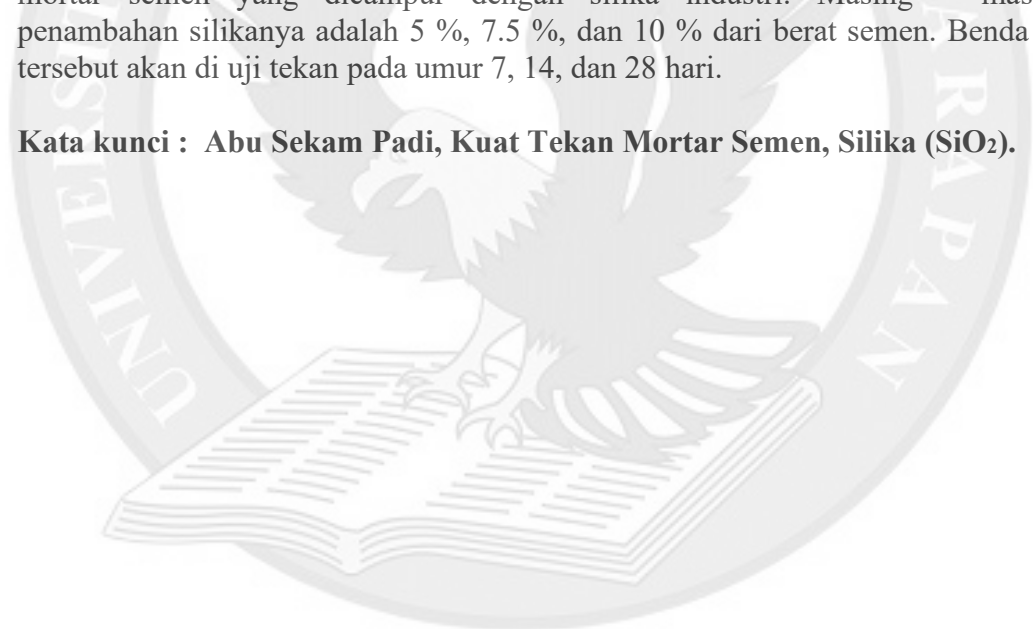 mortar semen yang dicampur dengan silika industri. Masing
penambahan silikanya adalah 5 %, 7.5 %, dan 10 % dari berat semen. Benda
tersebut akan di uji tekan pada umur 7, 14, dan 28 hari.
Kata kunci : Abu Sekam Padi, Kuat Tekan Mortar Semen, Silika (SiO₂).
UNIVERS
ARAPAN